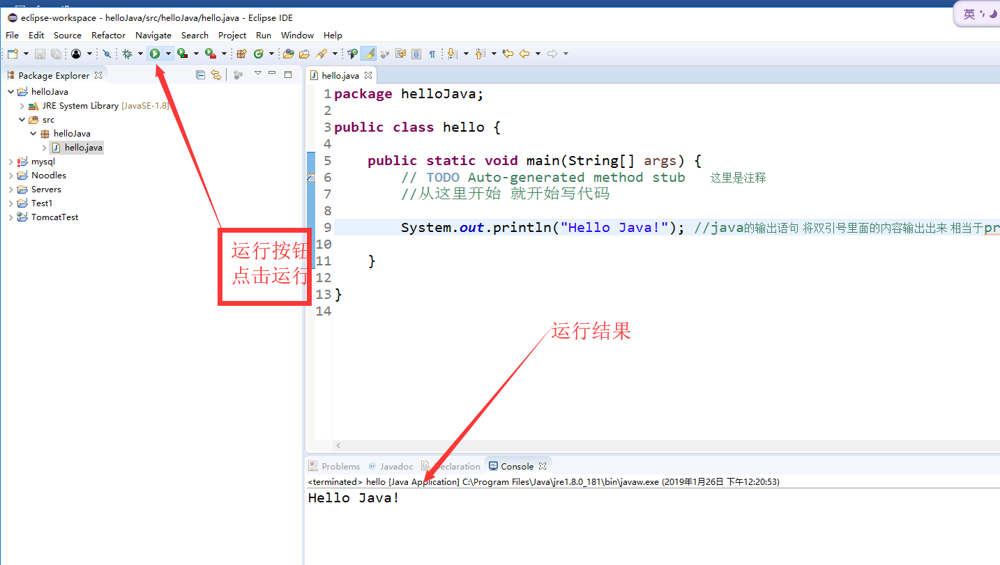 eclipse-workspace - helloJava/src/helloJava/hello.java - Eclipse IDE
英
File Edit Source Refactor Navigate Search Project Run Window Help
Package Explorer
hello.java
helloJava
JRE System Library [JavaSE-1.8]
src
helloJava
hello.java
mysql
Noodles
Servers
Test1
TomcatTest
运行按钮
点击运行
1 package helloJava;
2
3 public class hello {
4
5 public static void main(String[] args) {
6 // TODO Auto-generated method stub 这里是注释
7 //从这里开始 就开始写代码
8
9 System.out.println("Hello Java!"); //java的输出语句 将双引号里面的内容输出出来 相当于pr
10
11 }
12
13 }
14
运行结果
Problems @ Javadoc Declaration Console
<terminated> hello [Java Application] C:\Program Files\Java\jre1.8.0_181\bin\javaw.exe (2019年1月26日 下午12:20:53)
Hello Java!